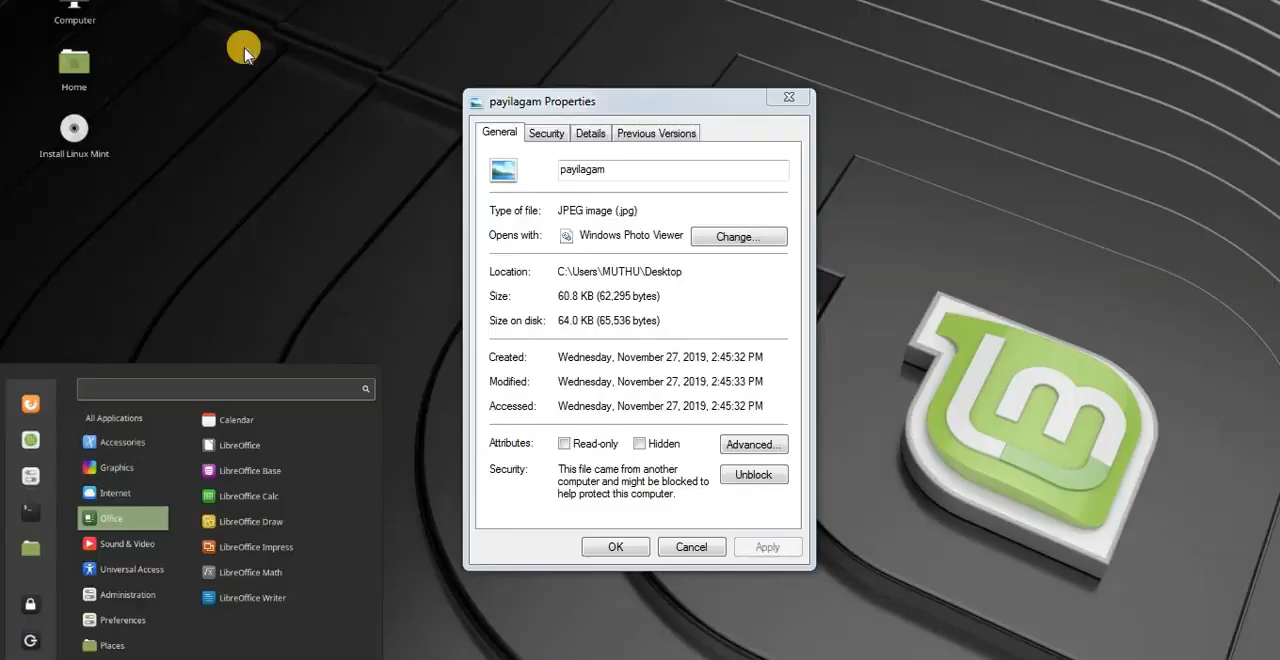 Computer
Home
Install Linux Mint
payilagam Properties
General Security Details Previous Versions
payilagam
Type of file: JPEG image (.jpg)
Opens with: Windows Photo Viewer Change...
Location: C:\Users\MUTHU\Desktop
Size: 60.8 KB (62,295 bytes)
Size on disk: 64.0 KB (65,536 bytes)
Created: Wednesday, November 27, 2019, 2:45:32 PM
Modified: Wednesday, November 27, 2019, 2:45:33 PM
Accessed: Wednesday, November 27, 2019, 2:45:32 PM
Attributes: Read-only Hidden Advanced...
Security: This file came from another
computer and might be blocked to
help protect this computer.
Unblock
OK Cancel Apply
All Applications
Accessories
Graphics
Internet
Office
Sound & Video
Universal Access
Administration
Preferences
Places
Calendar
LibreOffice
LibreOffice Base
LibreOffice Calc
LibreOffice Draw
LibreOffice Impress
LibreOffice Math
LibreOffice Writer
lm